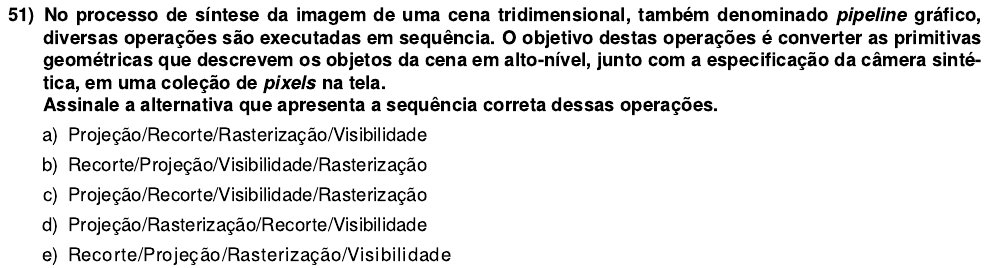 51) No processo de síntese da imagem de uma cena tridimensional, também denominado pipeline gráfico,
diversas operações são executadas em sequência. O objetivo destas operações é converter as primitivas
geométricas que descrevem os objetos da cena em alto-nível, junto com a especificação da câmera sinté-
tica, em uma coleção de pixels na tela.
Assinale a alternativa que apresenta a sequência correta dessas operações.
a) Projeção/Recorte/Rasterização/Visibilidade
b) Recorte/Projeção/Visibilidade/Rasterização
c) Projeção/Recorte/Visibilidade/Rasterização
d) Projeção/Rasterização/Recorte/Visibilidade
e) Recorte/Projeção/Rasterização/Visibilidade